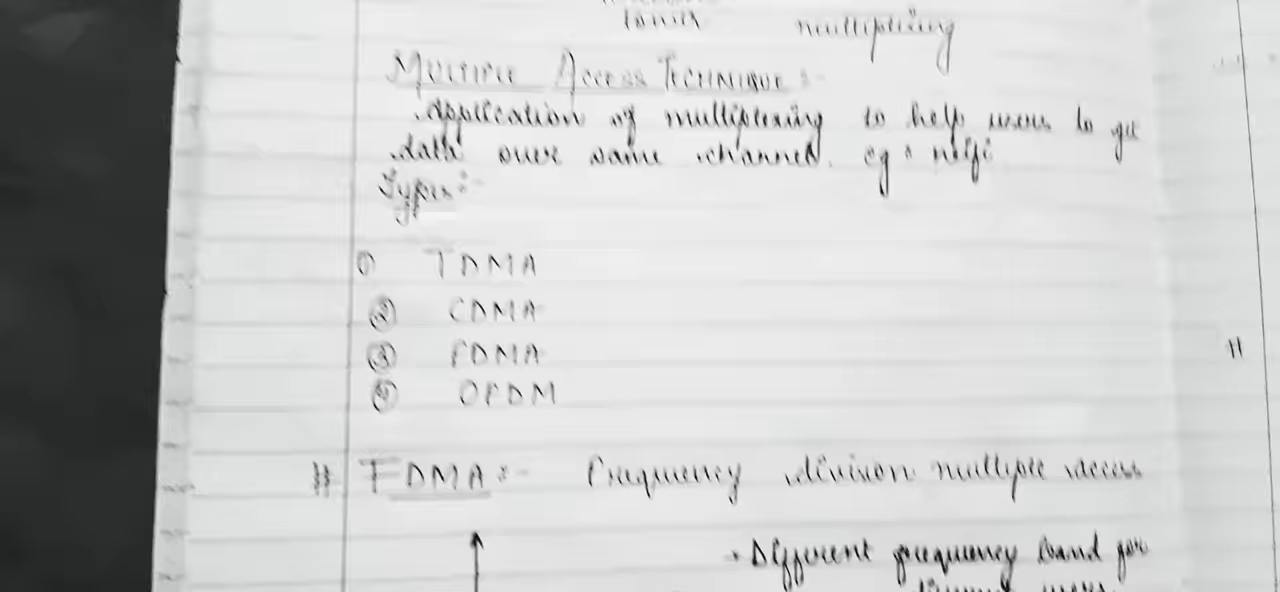 multiplexing
MULTIPLE ACCESS TECHNIQUE:-
Application of multiplexing to help users to get
data over same channel. eg:
Types:-
① TDMA
② CDMA
③ FDMA
④ OFDM
# FDMA:- Frequency division multiple access
• Different frequency band for